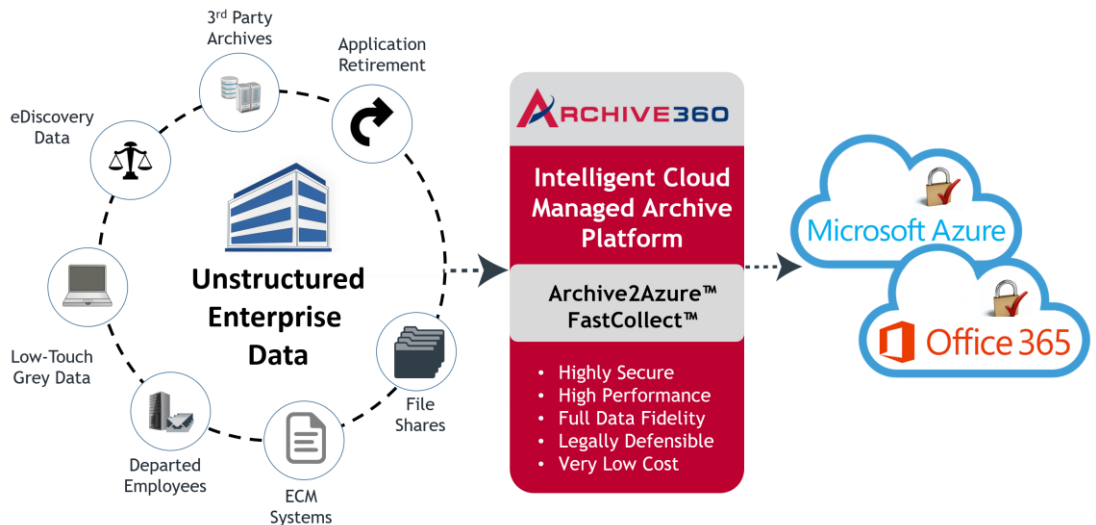 3rd Party
Archives
Application
Retirement
eDiscovery
Data
Unstructured
Enterprise
Data
Low-Touch
Grey Data
File
Shares
Departed
Employees
ECM
Systems
ARCHIVE360
Intelligent Cloud
Managed Archive
Platform
Archive2Azure™
FastCollect™
• Highly Secure
• High Performance
• Full Data Fidelity
• Legally Defensible
• Very Low Cost
Microsoft Azure
Office 365